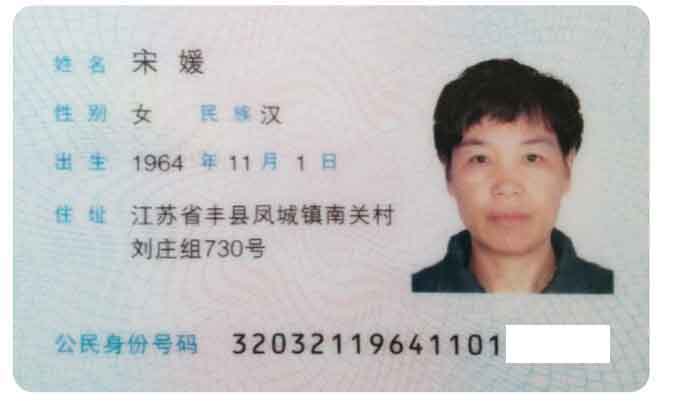 姓名 宋媛
性别 女 民族 汉
出生 1964 年 11 月 1 日
住址 江苏省丰县凤城镇南关村
刘庄组730号
公民身份号码 32032119641101